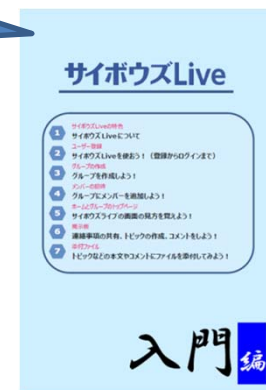 サイボウズLive
サイボウズLiveの特色
1 サイボウズ Live について
ユーザー登録
2 サイボウズLiveを使おう！（登録からログインまで）
グループの作成
3 グループを作成しよう！
メンバーの招待
4 グループにメンバーを追加しよう！
ホームとグループのトップページ
5 サイボウズライブの画面の見方を覚えよう！
掲示板
6 連絡事項の共有、トピックの作成、コメントをしよう！
添付ファイル
7 トピックなどの本文やコメントにファイルを添付してみよう！
入門編